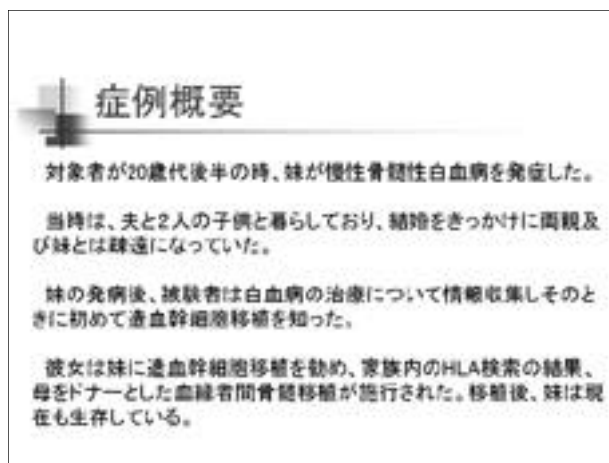 症例概要
対象者が20歳代後半の時、妹が慢性骨髄性白血病を発症した。
当時は、夫と2人の子供と暮らしており、結婚をきっかけに両親及
び妹とは疎遠になっていた。
妹の発病後、被験者は白血病の治療について情報収集しそのと
きに初めて造血幹細胞移植を知った。
彼女は妹に造血幹細胞移植を勧め、家族内のHLA検索の結果、
母をドナーとした血縁者間骨髄移植が施行された。移植後、妹は現
在も生存している。